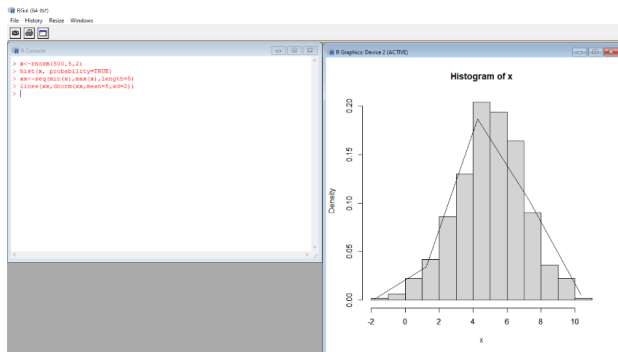 RGui (64-bit)
File History Resize Windows
R Console
> x<-rnorm(500,5,2)
> hist(x, probability=TRUE)
> xx<-seq(min(x),max(x),length=5)
> lines(xx,dnorm(xx,mean=5,sd=2))
>
R Graphics: Device 2 (ACTIVE)
Histogram of x
Density
0.20
0.15
0.10
0.05
0.00
-2 0 2 4 6 8 10
x